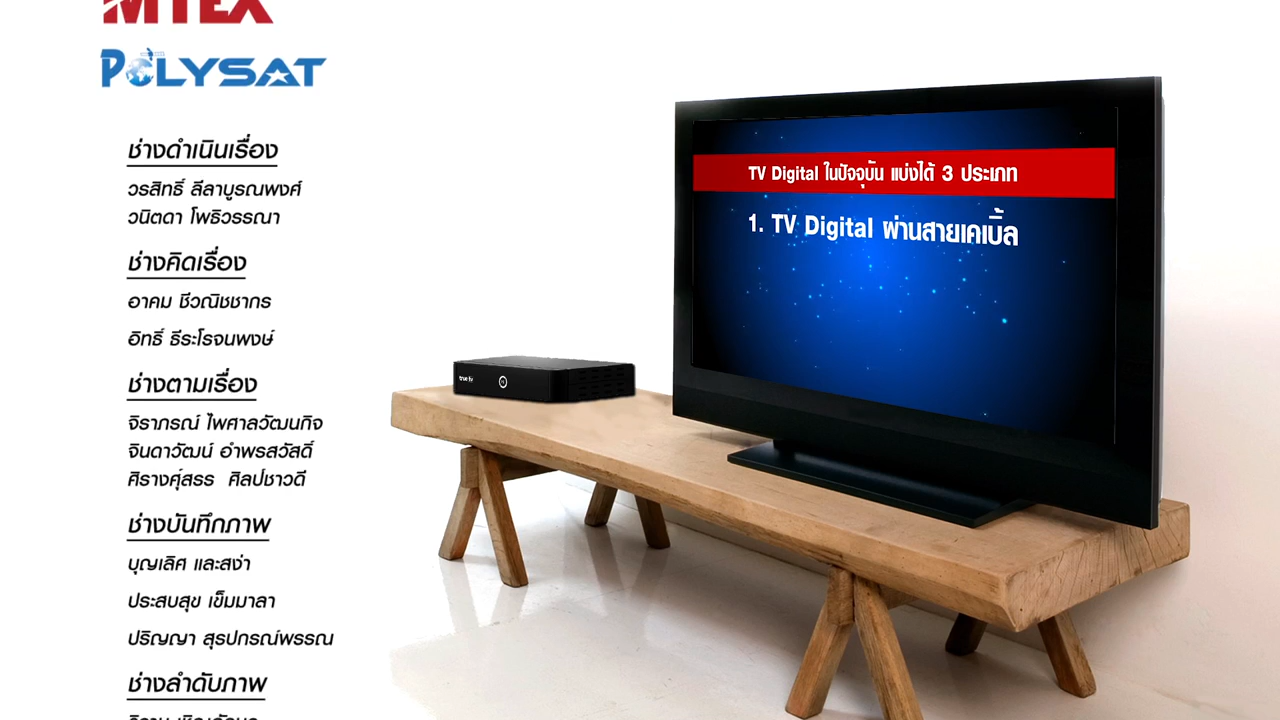 MTEX
POLYSAT
ช่างดำเนินเรื่อง
วรสิทธิ์ ลีลาบูรณพงศ์
วนิตดา โพธิวรรณา
ช่างคิดเรื่อง
อาคม ชีวณิชชากร
อิทธิ์ ธีระโรจนพงษ์
ช่างตามเรื่อง
จิราภรณ์ ไพศาลวัฒนกิจ
จินดาวัฒน์ อำพรสวัสดิ์
ศิรางศุ์สรร ศิลปชาวดี
ช่างบันทึกภาพ
บุญเลิศ และสง่า
ประสบสุข เข็มมาลา
ปริญญา สุรปกรณ์พรรณ
ช่างลำดับภาพ
true tv
TV Digital ในปัจจุบัน แบ่งได้ 3 ประเภท
1. TV Digital ผ่านสายเคเบิ้ล